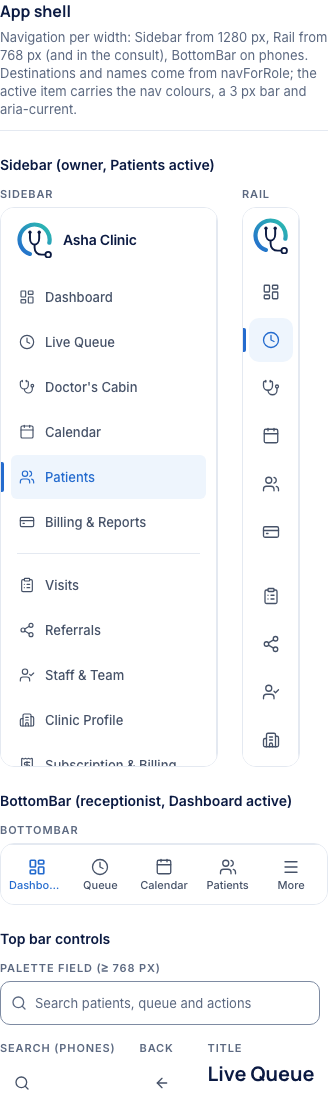 App shell
Navigation per width: Sidebar from 1280 px, Rail from
768 px (and in the consult), BottomBar on phones.
Destinations and names come from navForRole; the
active item carries the nav colours, a 3 px bar and
aria-current.
Sidebar (owner, Patients active)
SIDEBAR
RAIL
Asha Clinic
Dashboard
Live Queue
Doctor's Cabin
Calendar
Patients
Billing & Reports
Visits
Referrals
Staff & Team
Clinic Profile
Subscription & Billing
BottomBar (receptionist, Dashboard active)
BOTTOMBAR
Dashbo...
Queue
Calendar
Patients
More
Top bar controls
PALETTE FIELD (≥ 768 PX)
Search patients, queue and actions
SEARCH (PHONES)
BACK
TITLE
Live Queue